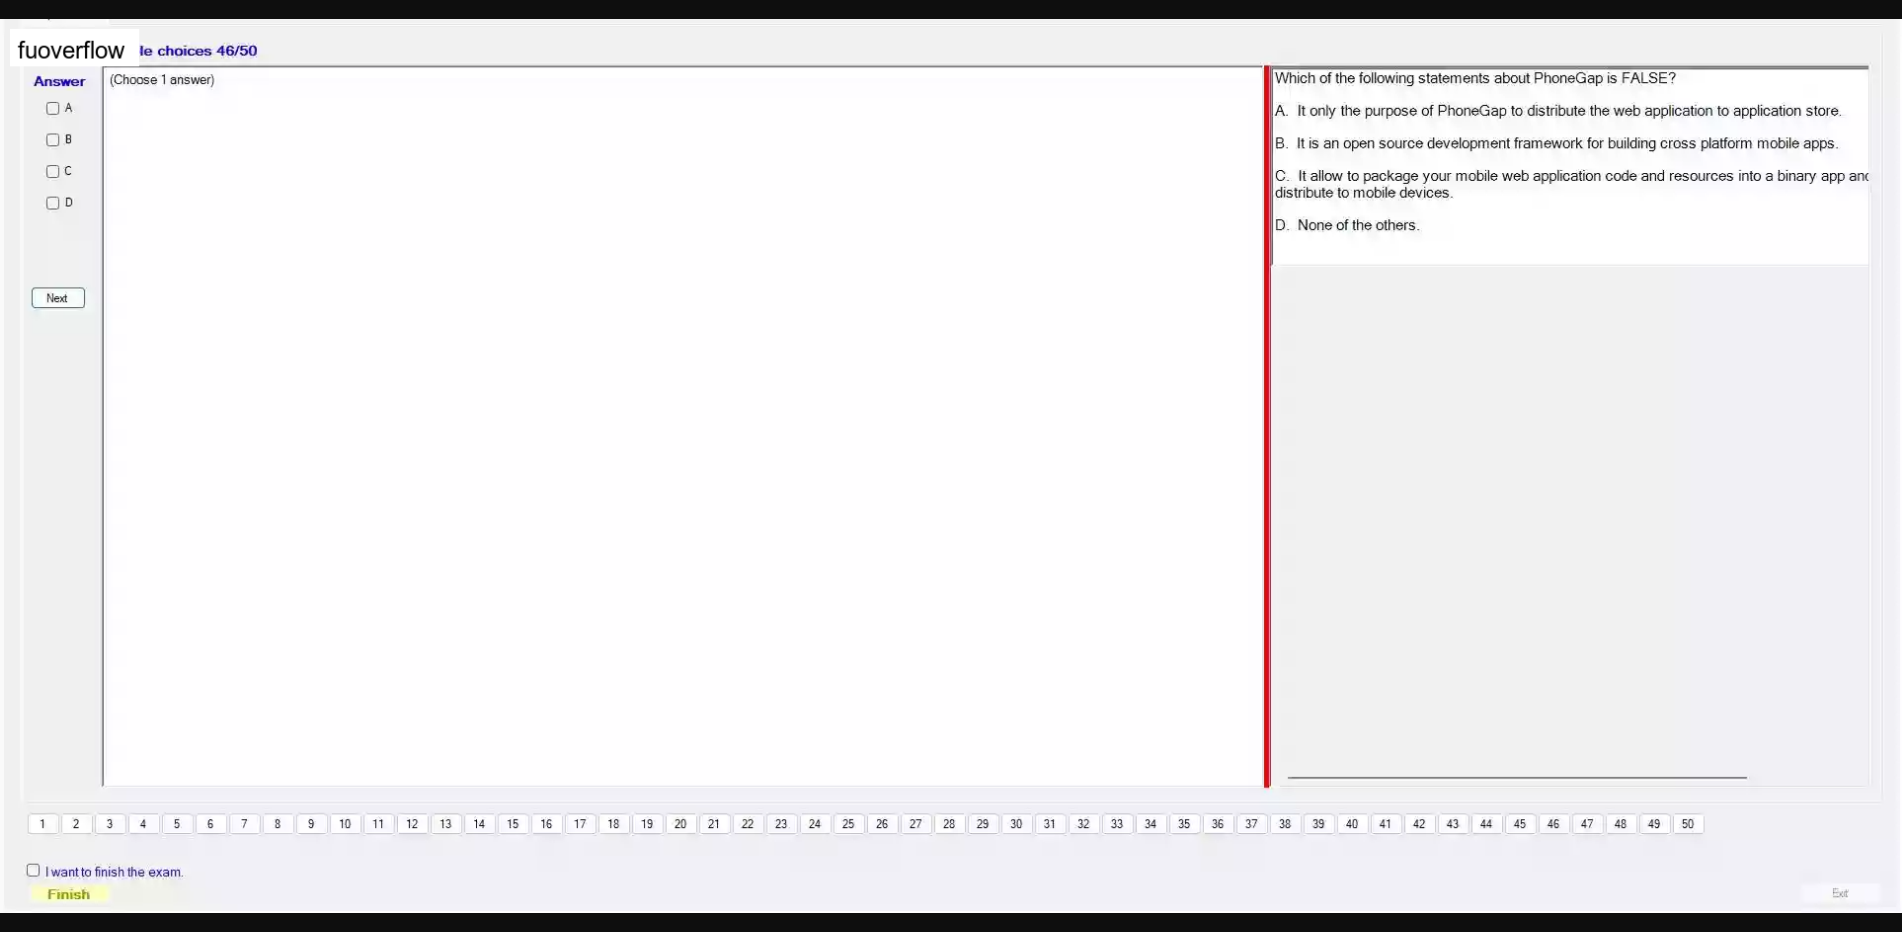 fuoverflow le choices 46/50
Answer
(Choose 1 answer)
A
B
C
D
Next
Which of the following statements about PhoneGap is FALSE?
A. It only the purpose of PhoneGap to distribute the web application to application store.
B. It is an open source development framework for building cross platform mobile apps.
C. It allow to package your mobile web application code and resources into a binary app and
distribute to mobile devices.
D. None of the others.
1 2 3 4 5 6 7 8 9 10 11 12 13 14 15 16 17 18 19 20 21 22 23 24 25 26 27 28 29 30 31 32 33 34 35 36 37 38 39 40 41 42 43 44 45 46 47 48 49 50
I want to finish the exam.
Finish
Exit